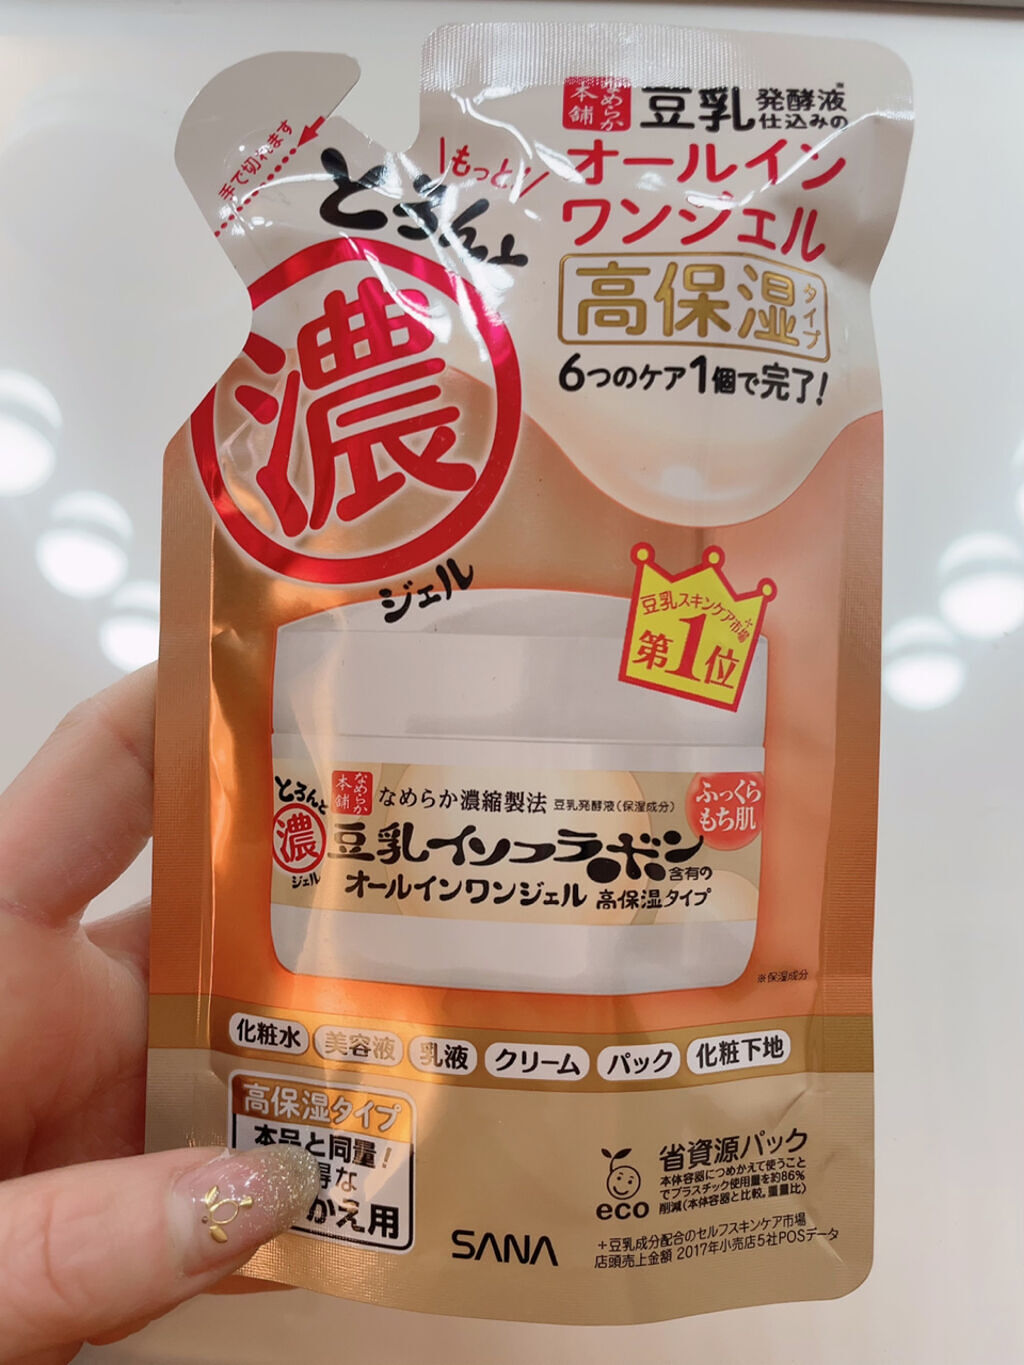 手で切れます
もっと!
とろんと
濃
ジェル
なめらか
本舗
豆乳発酵液※
仕込みの
オールイン
ワンジェル
高保湿タイプ
6つのケア1個で完了!
豆乳スキンケア市場+
第1位
とろんと
濃
ジェル
なめらか
本舗
なめらか濃縮製法 豆乳発酵液(保湿成分)
豆乳イソフラボン
含有の
オールインワンジェル 高保湿タイプ
ふっくら
もち肌
※保湿成分
化粧水 美容液 乳液 クリーム パック 化粧下地
高保湿タイプ
本品と同量!
得な
かえ用
SANA
eco
省資源パック
本体容器につめかえて使うこと
でプラスチック使用量を約86%
削減(本体容器と比較。重量比)
+豆乳成分配合のセルフスキンケア市場
店頭売上金額 2017年小売店5社POSデータ